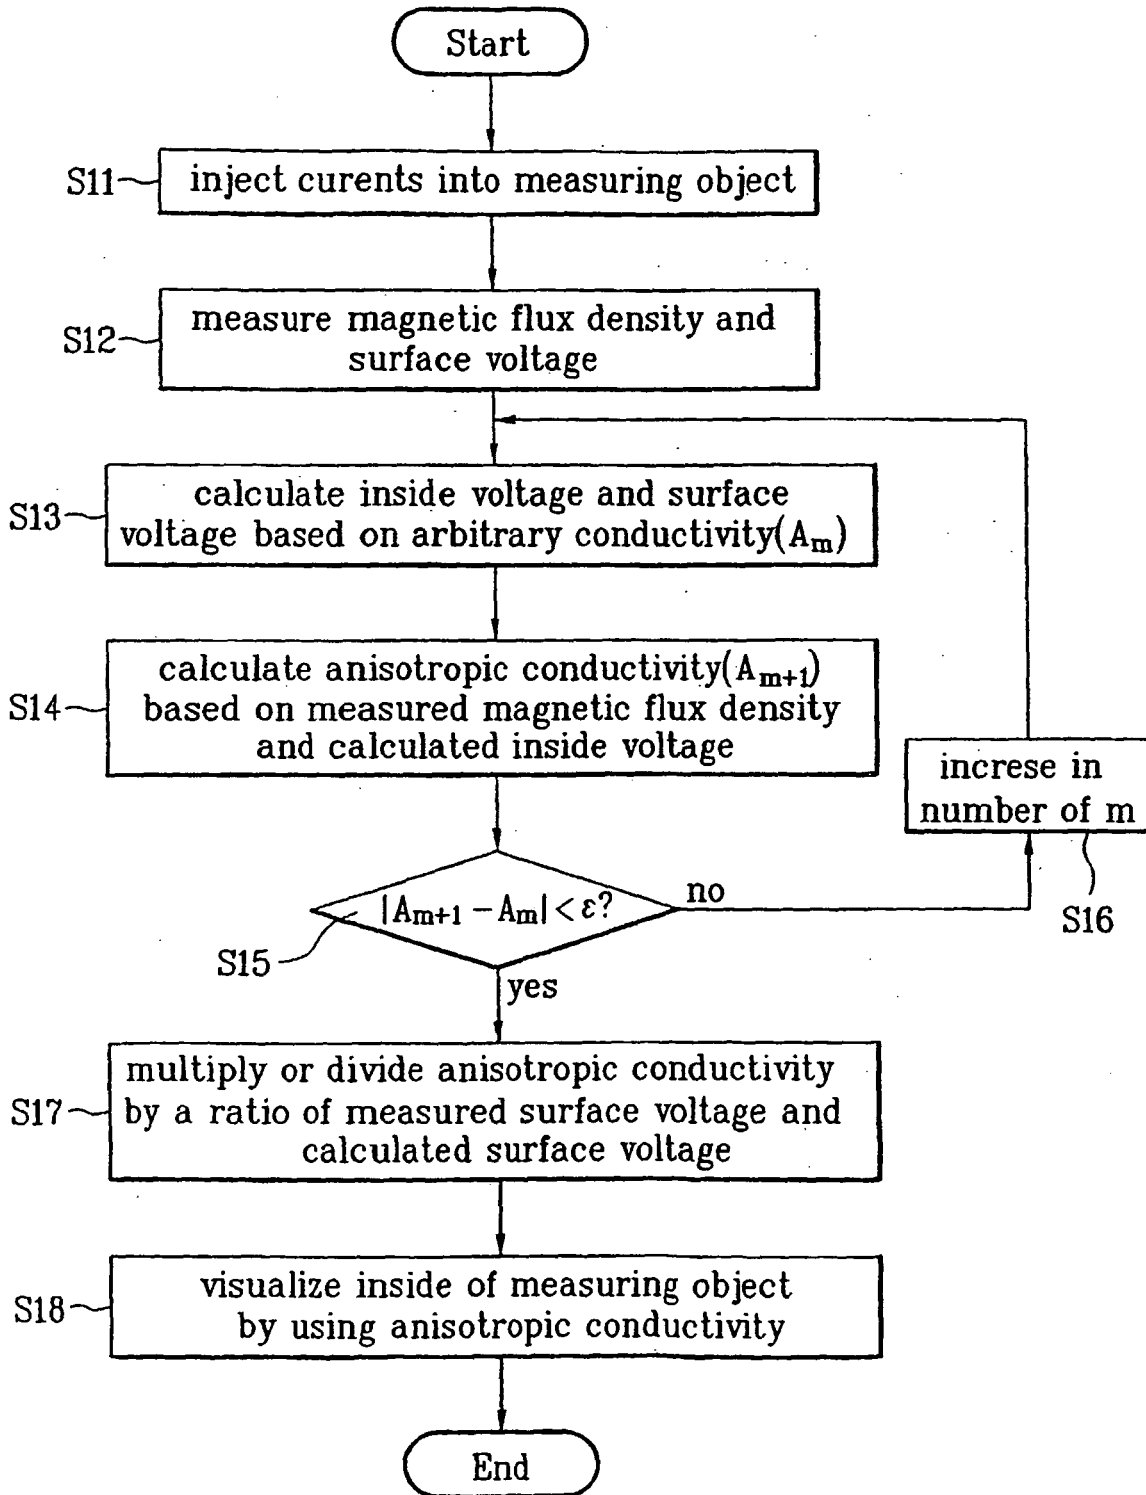 Start
S11
inject curents into measuring object
S12
measure magnetic flux density and
surface voltage
S13
calculate inside voltage and surface
voltage based on arbitrary conductivity(Am)
S14
calculate anisotropic conductivity(Am+1)
based on measured magnetic flux density
and calculated inside voltage
increse in
number of m
S16
|Am+1 – Am| < ε?
no
S15
yes
S17
multiply or divide anisotropic conductivity
by a ratio of measured surface voltage and
calculated surface voltage
S18
visualize inside of measuring object
by using anisotropic conductivity
End